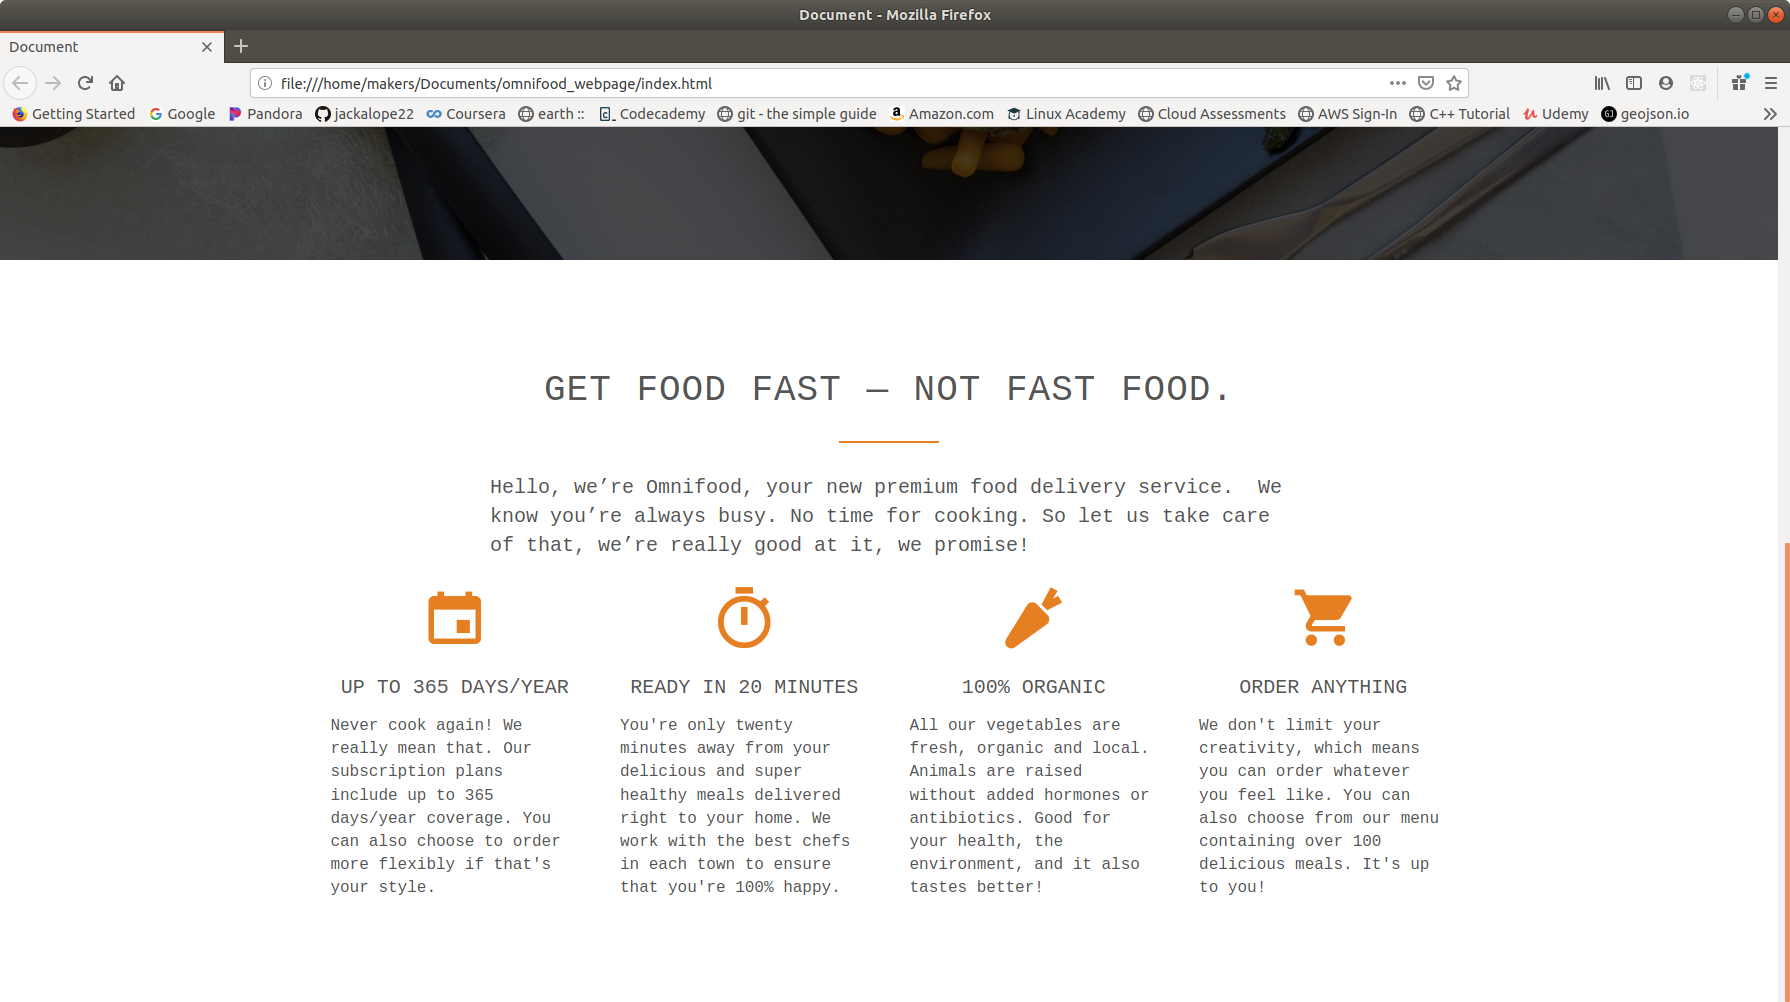 Document - Mozilla Firefox
Document
file:///home/makers/Documents/omnifood_webpage/index.html
Getting Started Google Pandora jackalope22 Coursera earth :: Codecademy git - the simple guide Amazon.com Linux Academy Cloud Assessments AWS Sign-In C++ Tutorial Udemy geojson.io
GET FOOD FAST — NOT FAST FOOD.
Hello, we’re Omnifood, your new premium food delivery service.  We
know you’re always busy. No time for cooking. So let us take care
of that, we’re really good at it, we promise!
UP TO 365 DAYS/YEAR
Never cook again! We
really mean that. Our
subscription plans
include up to 365
days/year coverage. You
can also choose to order
more flexibly if that's
your style.
READY IN 20 MINUTES
You're only twenty
minutes away from your
delicious and super
healthy meals delivered
right to your home. We
work with the best chefs
in each town to ensure
that you're 100% happy.
100% ORGANIC
All our vegetables are
fresh, organic and local.
Animals are raised
without added hormones or
antibiotics. Good for
your health, the
environment, and it also
tastes better!
ORDER ANYTHING
We don't limit your
creativity, which means
you can order whatever
you feel like. You can
also choose from our menu
containing over 100
delicious meals. It's up
to you!